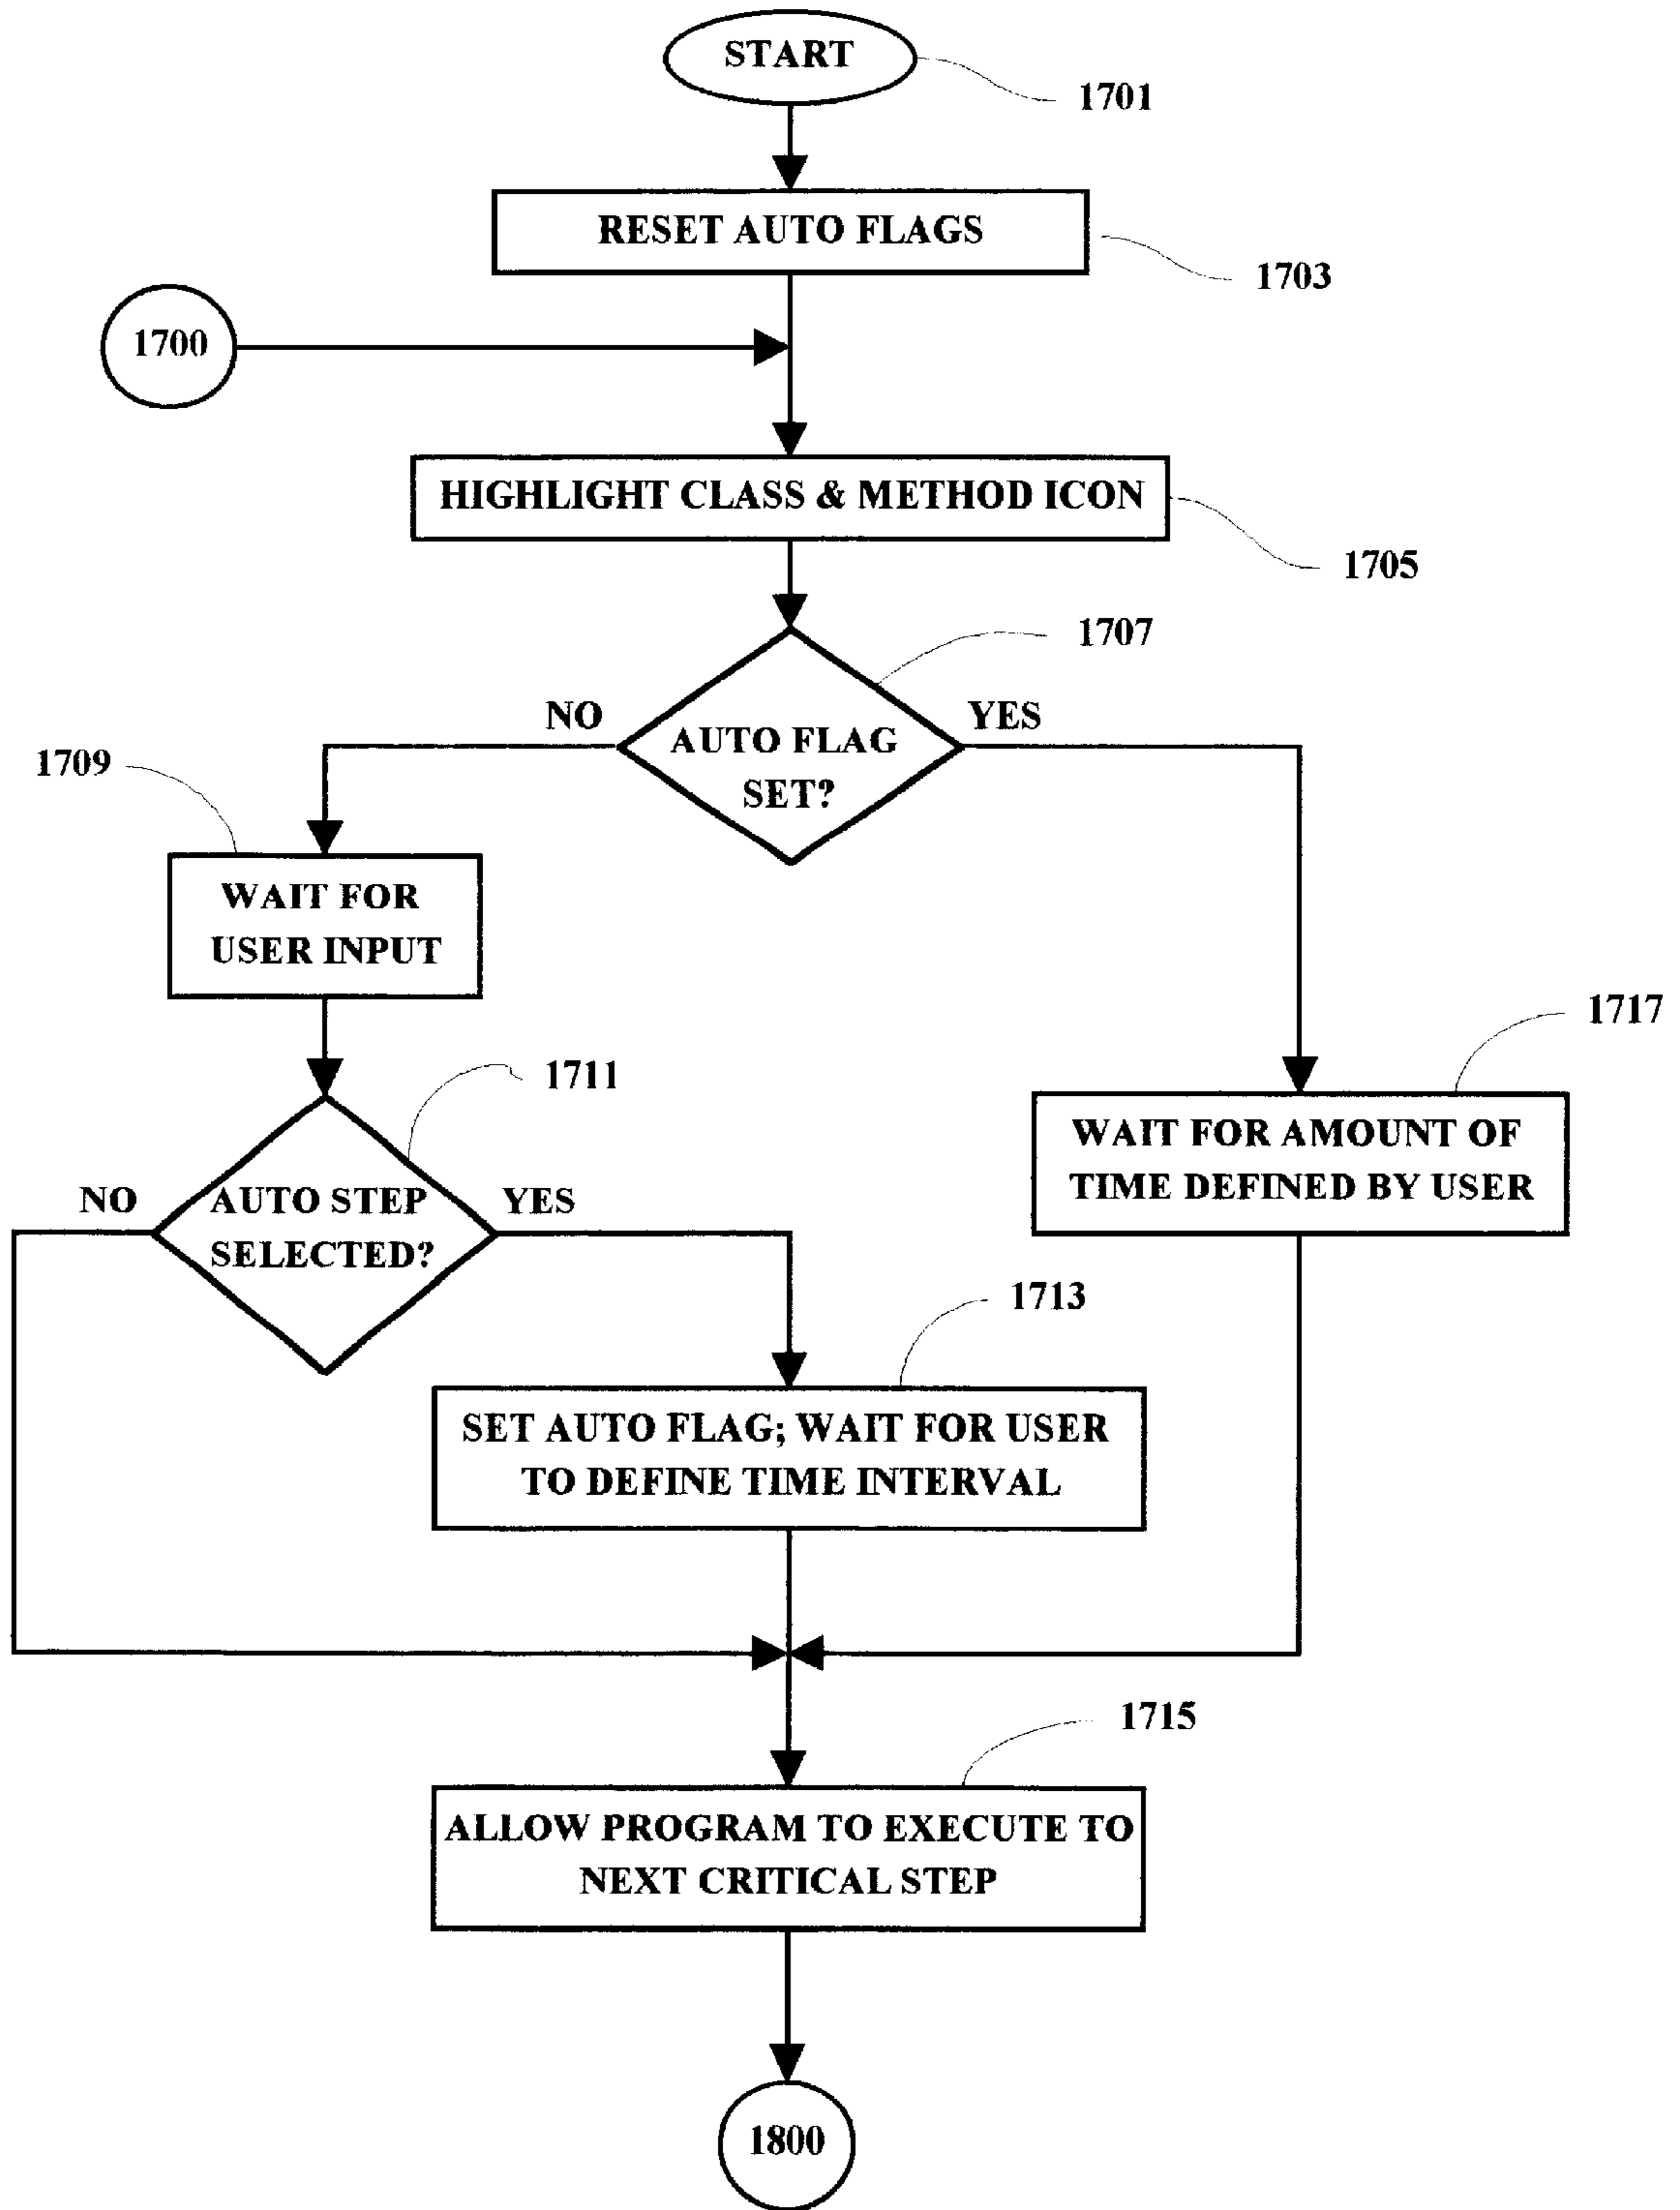 START
1701
RESET AUTO FLAGS
1703
1700
HIGHLIGHT CLASS & METHOD ICON
1705
1707
NO
YES
AUTO FLAG
SET?
1709
WAIT FOR
USER INPUT
1717
1711
WAIT FOR AMOUNT OF
TIME DEFINED BY USER
NO
AUTO STEP
SELECTED?
YES
1713
SET AUTO FLAG; WAIT FOR USER
TO DEFINE TIME INTERVAL
1715
ALLOW PROGRAM TO EXECUTE TO
NEXT CRITICAL STEP
1800